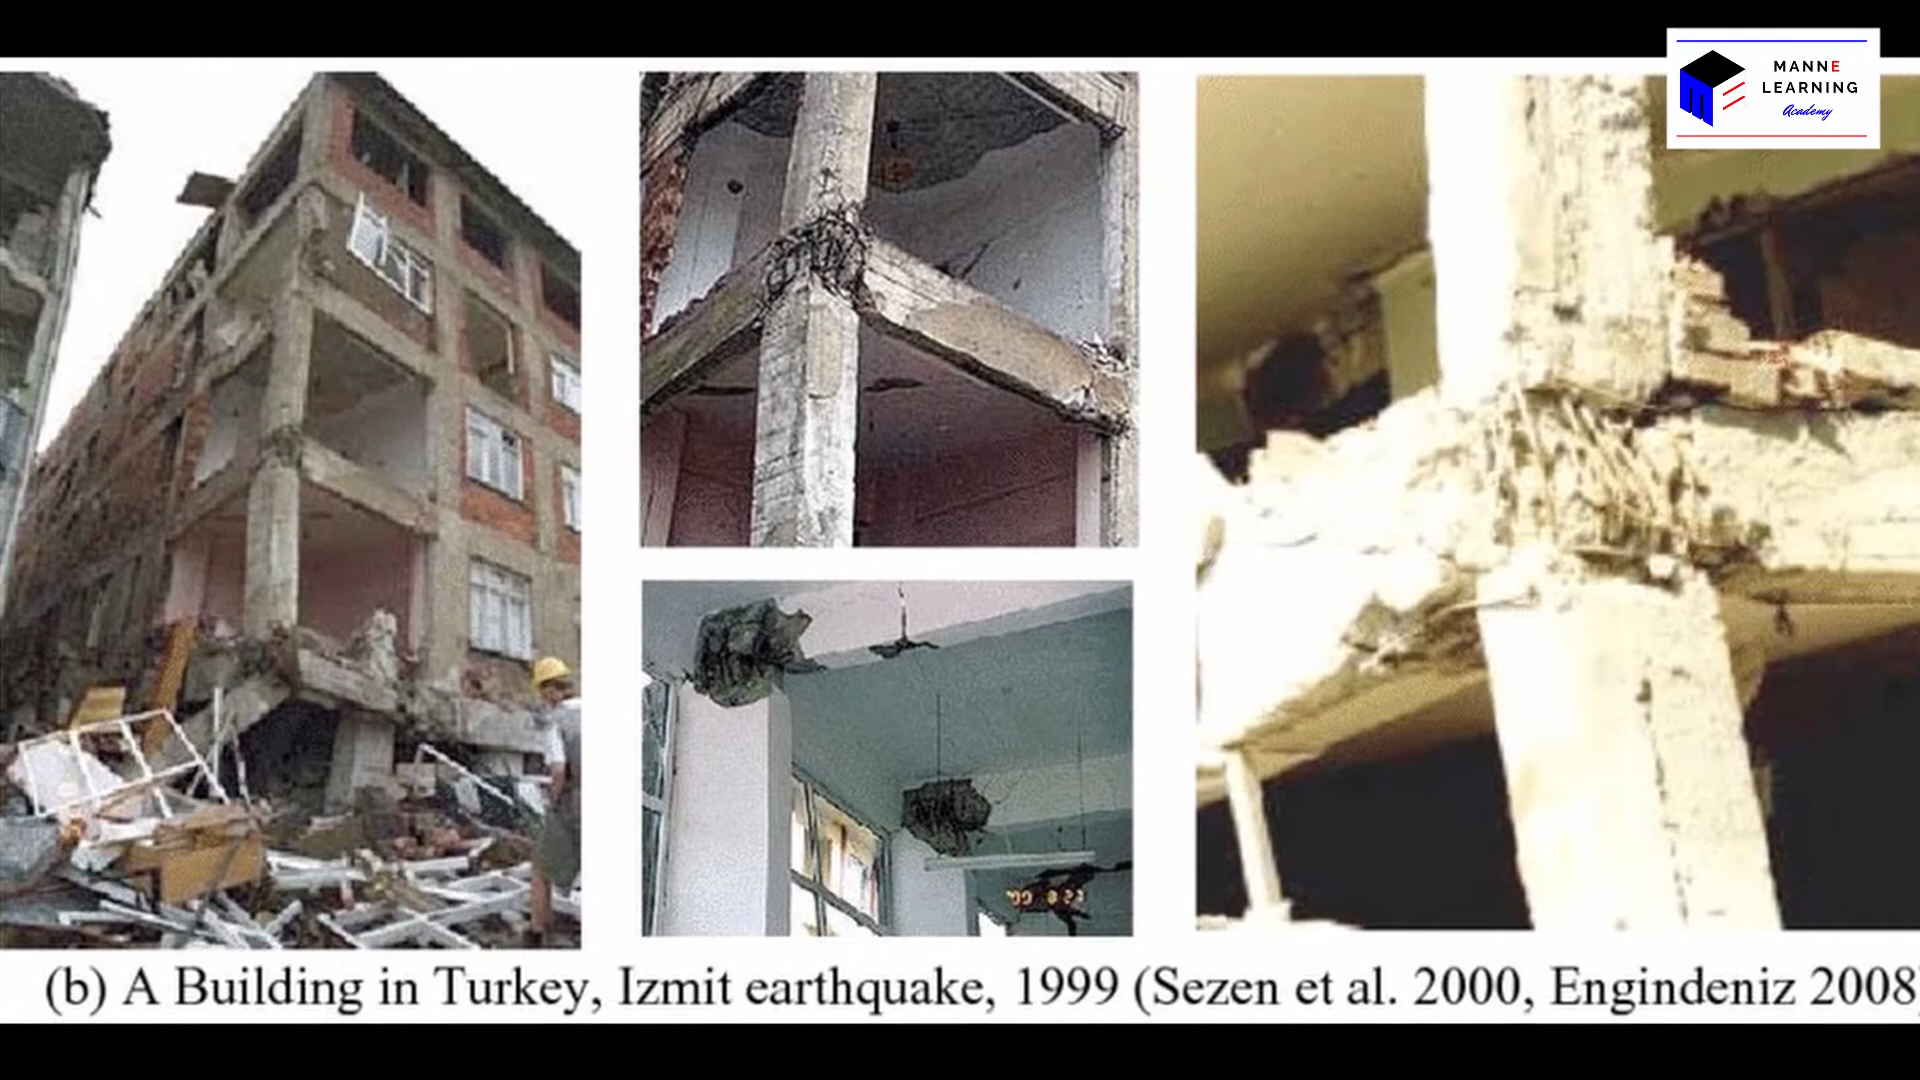 MANNE
LEARNING
Academy
(b) A Building in Turkey, Izmit earthquake, 1999 (Sezen et al. 2000, Engindeniz 2008)